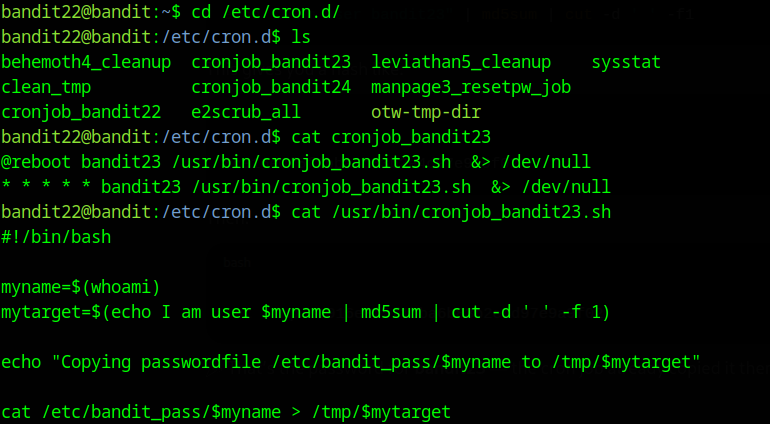 bandit22@bandit:~$ cd /etc/cron.d/
bandit22@bandit:/etc/cron.d$ ls
behemoth4_cleanup  cronjob_bandit23  leviathan5_cleanup    sysstat
clean_tmp          cronjob_bandit24  manpage3_resetpw_job
cronjob_bandit22   e2scrub_all       otw-tmp-dir
bandit22@bandit:/etc/cron.d$ cat cronjob_bandit23
@reboot bandit23 /usr/bin/cronjob_bandit23.sh  &> /dev/null
* * * * * bandit23 /usr/bin/cronjob_bandit23.sh  &> /dev/null
bandit22@bandit:/etc/cron.d$ cat /usr/bin/cronjob_bandit23.sh
#!/bin/bash

myname=$(whoami)
mytarget=$(echo I am user $myname | md5sum | cut -d ' ' -f 1)

echo "Copying passwordfile /etc/bandit_pass/$myname to /tmp/$mytarget"

cat /etc/bandit_pass/$myname > /tmp/$mytarget